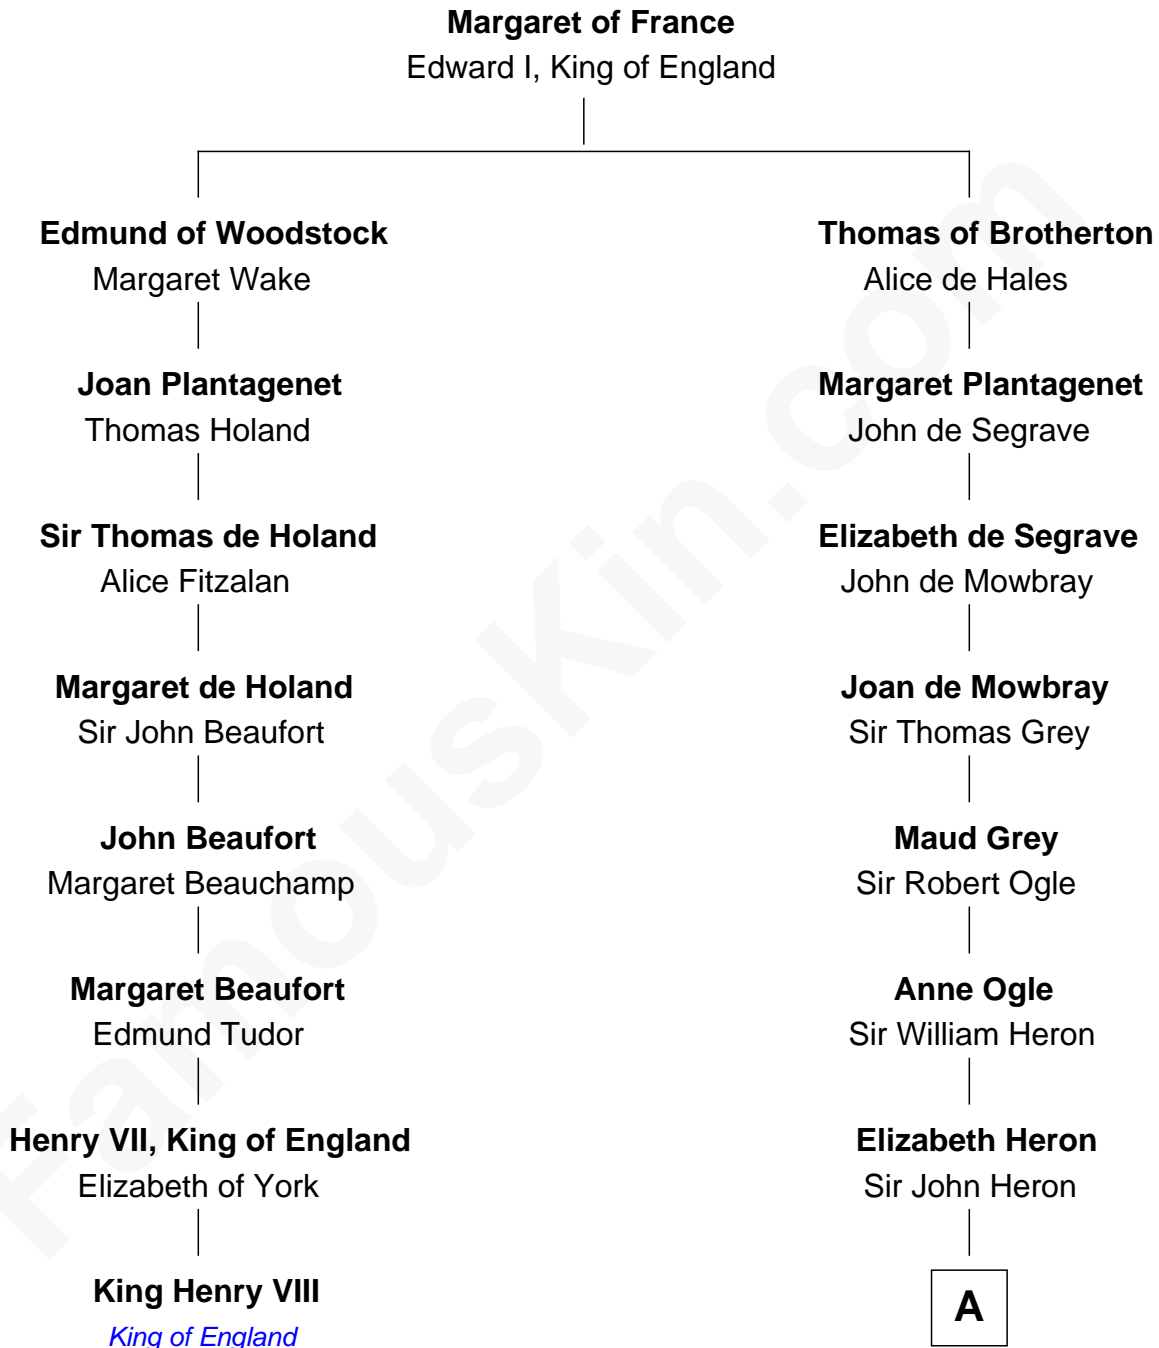 Margaret of France
Edward I, King of England
Edmund of Woodstock
Margaret Wake
Thomas of Brotherton
Alice de Hales
Joan Plantagenet
Thomas Holand
Margaret Plantagenet
John de Segrave
Sir Thomas de Holand
Alice Fitzalan
Elizabeth de Segrave
John de Mowbray
Margaret de Holand
Sir John Beaufort
Joan de Mowbray
Sir Thomas Grey
John Beaufort
Margaret Beauchamp
Maud Grey
Sir Robert Ogle
Margaret Beaufort
Edmund Tudor
Anne Ogle
Sir William Heron
Henry VII, King of England
Elizabeth of York
Elizabeth Heron
Sir John Heron
King Henry VIII
King of England
A
FamousKin.com